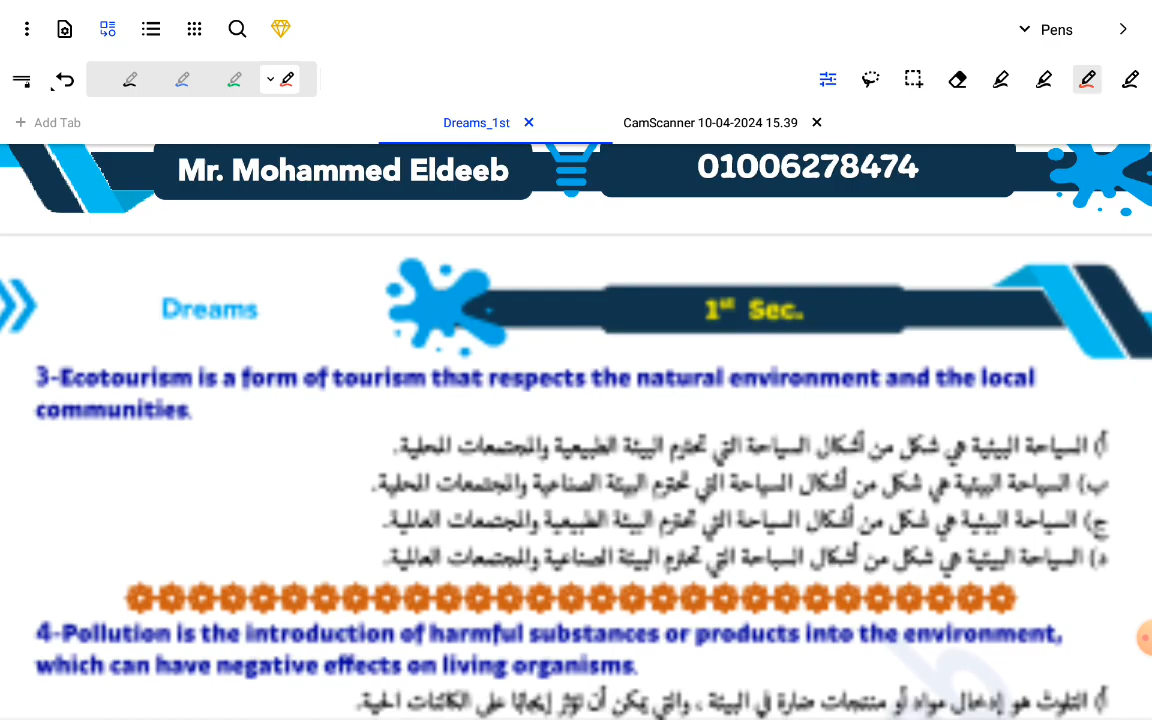 Pens
Add Tab
Dreams_1st
CamScanner 10-04-2024 15.39
Mr. Mohammed Eldeeb
01006278474
Dreams
1st Sec.
3-Ecotourism is a form of tourism that respects the natural environment and the local
communities.
أ) السياحة البيئية هي شكل من أشكال السياحة التي تحترم البيئة الطبيعية والمجتمعات المحلية.
ب) السياحة البيئية هي شكل من أشكال السياحة التي تحترم البيئة الصناعية والمجتمعات المحلية.
ج) السياحة البيئية هي شكل من أشكال السياحة التي تحترم البيئة الطبيعية والمجتمعات العالمية.
د) السياحة البيئية هي شكل من أشكال السياحة التي تحترم البيئة الصناعية والمجتمعات العالمية.
4-Pollution is the introduction of harmful substances or products into the environment,
which can have negative effects on living organisms.
أ) التلوث هو إدخال مواد أو منتجات ضارة في البيئة ، والتي يمكن أن تؤثر إيجابيًا على الكائنات الحية.